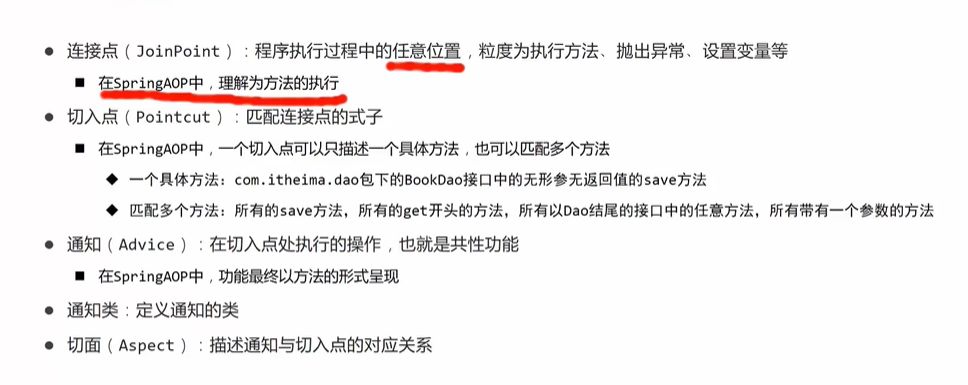 ● 连接点（JoinPoint）：程序执行过程中的任意位置，粒度为执行方法、抛出异常、设置变量等
■ 在SpringAOP中，理解为方法的执行
● 切入点（Pointcut）：匹配连接点的式子
■ 在SpringAOP中，一个切入点可以只描述一个具体方法，也可以匹配多个方法
◆ 一个具体方法：com.itheima.dao包下的BookDao接口中的无形参无返回值的save方法
◆ 匹配多个方法：所有的save方法，所有的get开头的方法，所有以Dao结尾的接口中的任意方法，所有带有一个参数的方法
● 通知（Advice）：在切入点处执行的操作，也就是共性功能
■ 在SpringAOP中，功能最终以方法的形式呈现
● 通知类：定义通知的类
● 切面（Aspect）：描述通知与切入点的对应关系